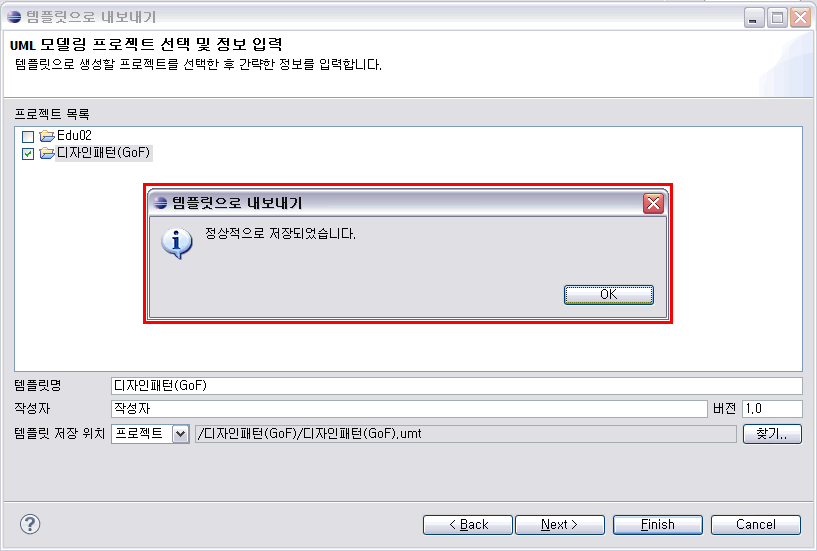 템플릿으로 내보내기
UML 모델링 프로젝트 선택 및 정보 입력
템플릿으로 생성할 프로젝트를 선택한 후 간략한 정보를 입력합니다.
프로젝트 목록
Edu02
디자인패턴(GoF)
템플릿으로 내보내기
정상적으로 저장되었습니다.
OK
템플릿명 디자인패턴(GoF)
작성자 작성자 버전 1.0
템플릿 저장 위치 프로젝트 /디자인패턴(GoF)/디자인패턴(GoF).umt 찾기..
? < Back Next > Finish Cancel